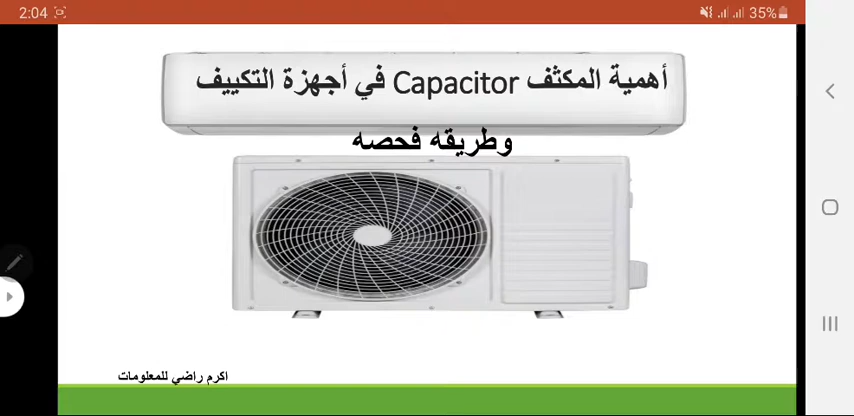 2:04
35%
أهمية المكثف Capacitor في أجهزة التكييف
وطريقه فحصه
اكرم راضي للمعلومات